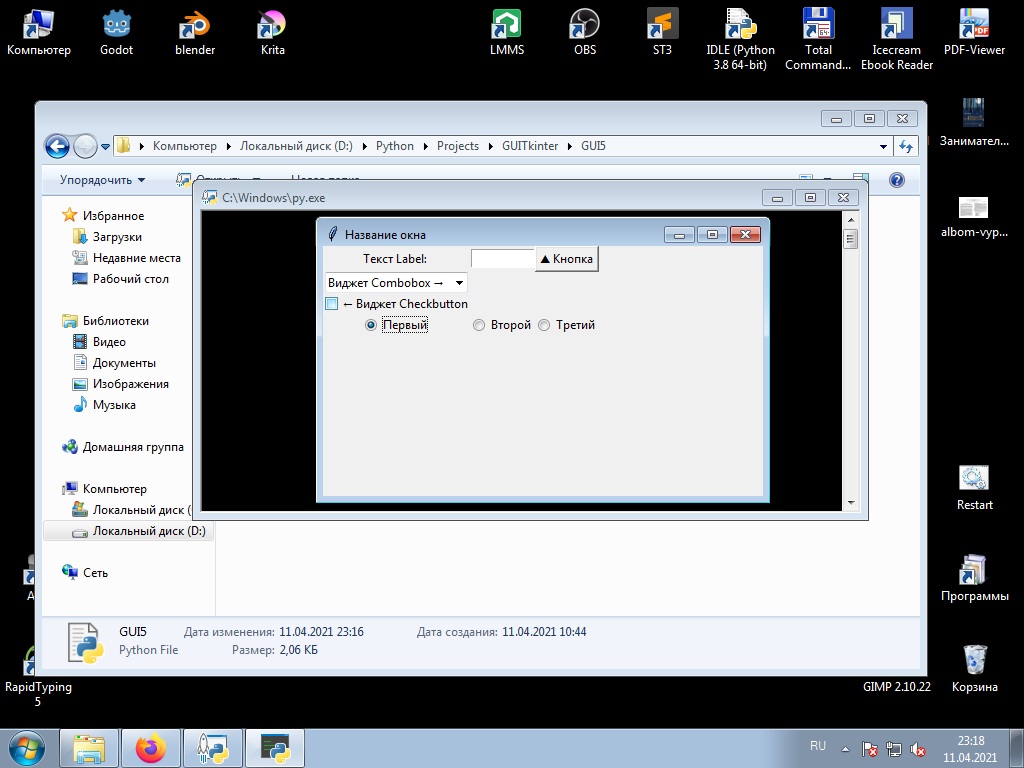 Компьютер
Godot
blender
Krita
LMMS
OBS
ST3
IDLE (Python
3.8 64-bit)
Total
Command...
Icecream
Ebook Reader
PDF-Viewer
Занимател...
albom-vyp...
Restart
Программы
Корзина
GIMP 2.10.22
RapidTyping
5
Компьютер
Локальный диск (D:)
Python
Projects
GUITkinter
GUI5
Упорядочить
Избранное
Загрузки
Недавние места
Рабочий стол
Библиотеки
Видео
Документы
Изображения
Музыка
Домашняя группа
Компьютер
Локальный диск (
Локальный диск (D:)
Сеть
C:\Windows\py.exe
Название окна
Текст Label:
▲ Кнопка
Виджет Combobox →
← Виджет Checkbutton
Первый
Второй
Третий
GUI5
Дата изменения: 11.04.2021 23:16
Дата создания: 11.04.2021 10:44
Python File
Размер: 2,06 КБ
RU
23:18
11.04.2021